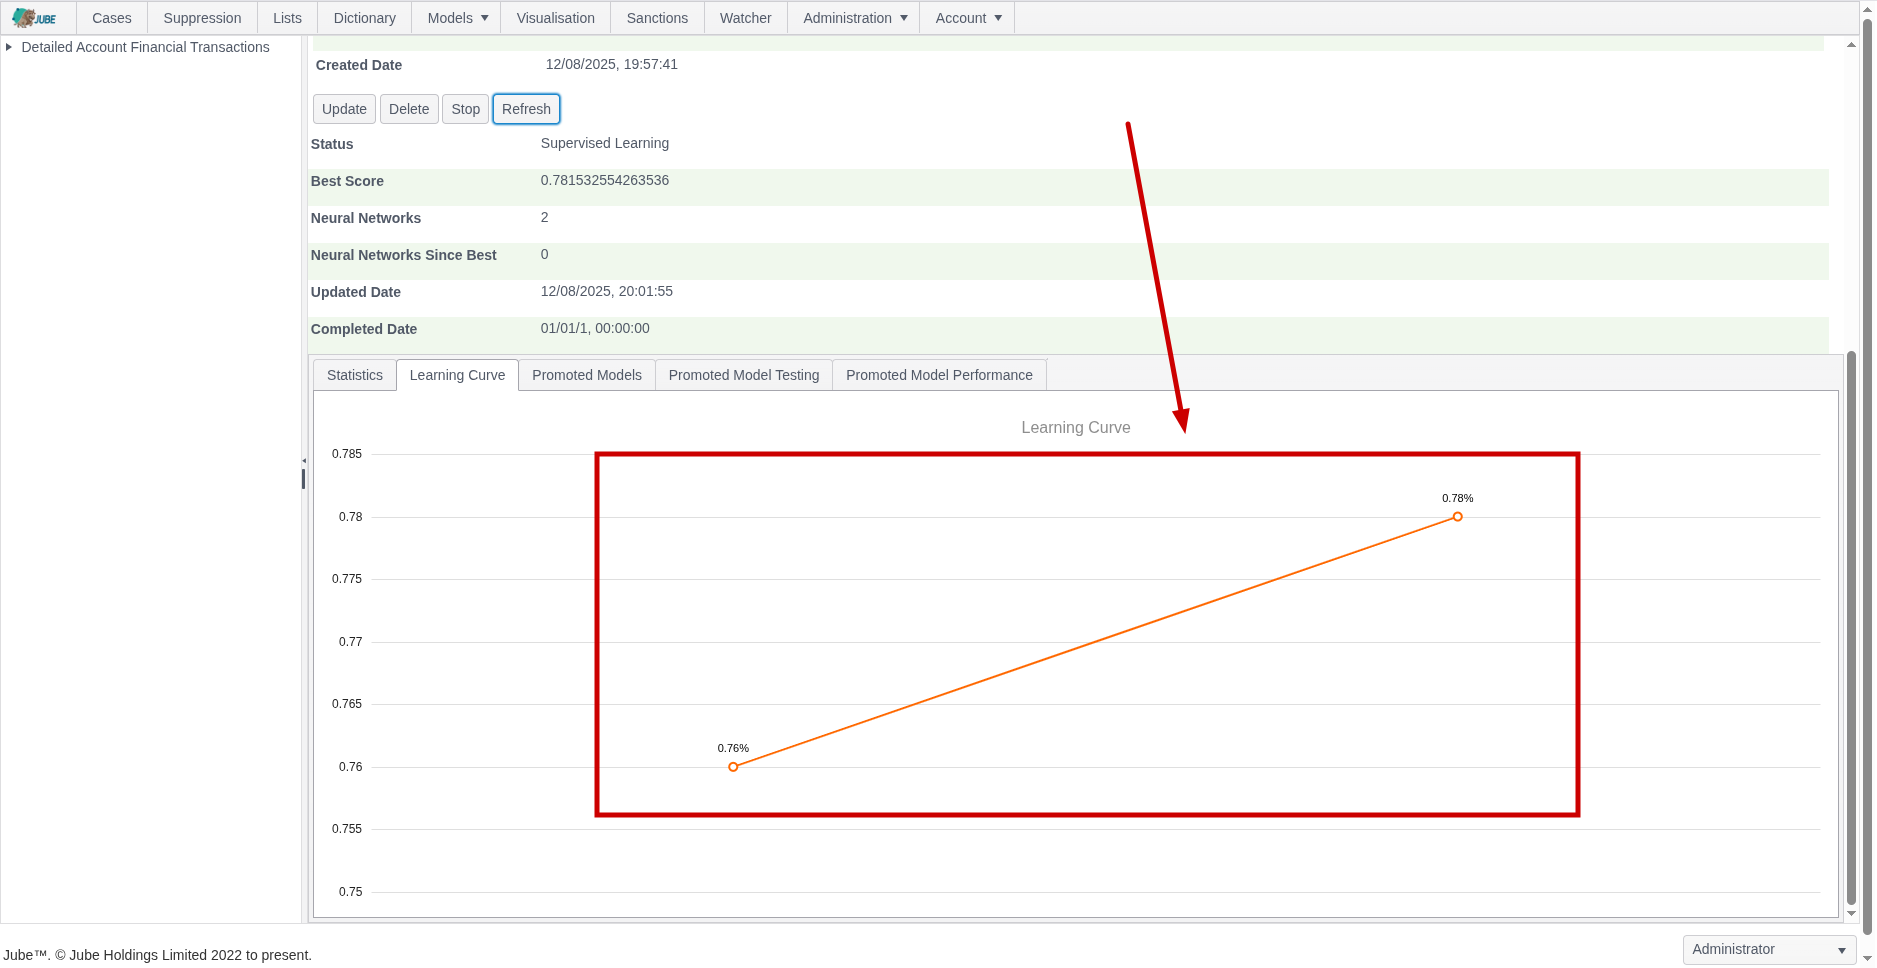 JUBE Cases Suppression Lists Dictionary Models Visualisation Sanctions Watcher Administration Account
Detailed Account Financial Transactions
Created Date 12/08/2025, 19:57:41
Update Delete Stop Refresh
Status Supervised Learning
Best Score 0.781532554263536
Neural Networks 2
Neural Networks Since Best 0
Updated Date 12/08/2025, 20:01:55
Completed Date 01/01/1, 00:00:00
Statistics Learning Curve Promoted Models Promoted Model Testing Promoted Model Performance
Learning Curve
0.785
0.78%
0.78
0.775
0.77
0.765
0.76%
0.76
0.755
0.75
Jube™. © Jube Holdings Limited 2022 to present.
Administrator